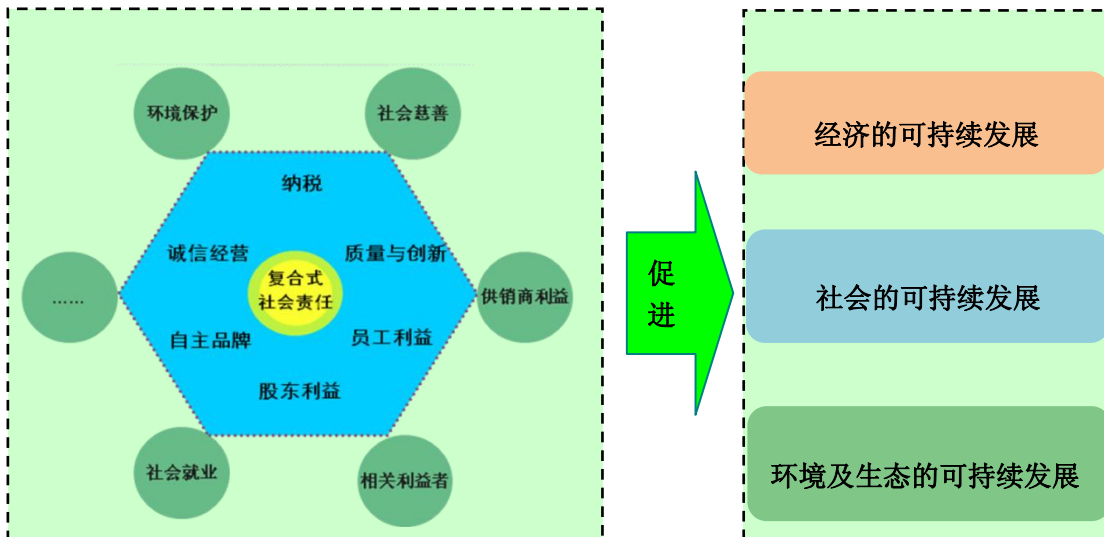 环境保护
社会慈善
纳税
诚信经营
质量与创新
复合式
社会责任
......
供销商利益
自主品牌
员工利益
股东利益
社会就业
相关利益者
促
进
经济的可持续发展
社会的可持续发展
环境及生态的可持续发展